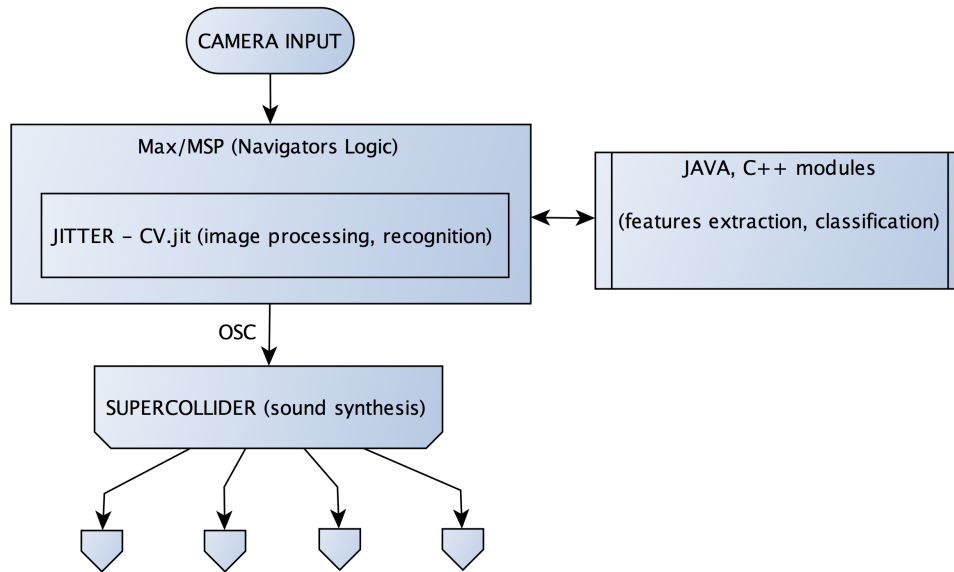 CAMERA INPUT
Max/MSP (Navigators Logic)
JITTER – CV.jit (image processing, recognition)
JAVA, C++ modules
(features extraction, classification)
OSC
SUPERCOLLIDER (sound synthesis)